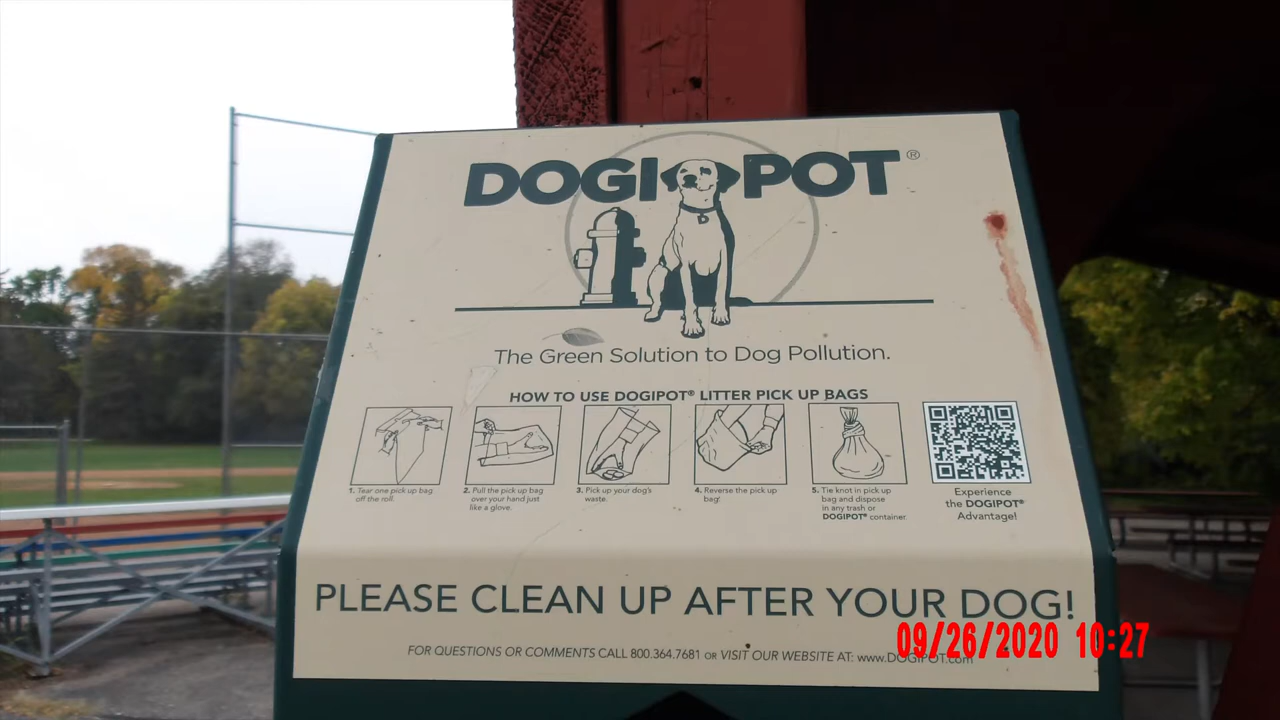 DOGIPOT®
The Green Solution to Dog Pollution.
HOW TO USE DOGIPOT® LITTER PICK UP BAGS
1. Tear one pick up bag
off the roll.
2. Pull the pick up bag
over your hand just
like a glove.
3. Pick up your dog's
waste.
4. Reverse the pick up
bag.
5. Tie knot in pick up
bag and dispose
in any trash or
DOGIPOT® container.
Experience
the DOGIPOT®
Advantage!
PLEASE CLEAN UP AFTER YOUR DOG!
FOR QUESTIONS OR COMMENTS CALL 800.364.7681 OR VISIT OUR WEBSITE AT: www.DOGIPOT.com
09/26/2020 10:27